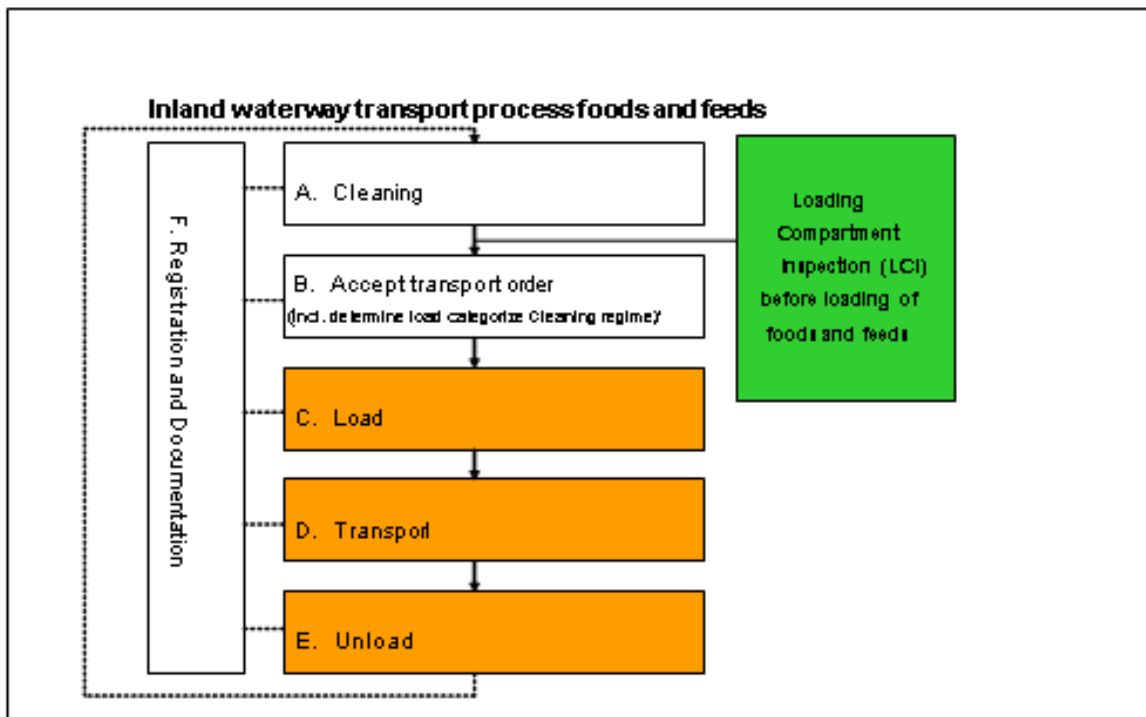 Inland waterway transport process foods and feeds
F. Registration and Documentation
A. Cleaning
B. Accept transport order
(Incl. determine load categorize Cleaning regime)'
C. Load
D. Transport
E. Unload
Loading
Compartment
Inspection (LCI)
before loading of
foods and feeds